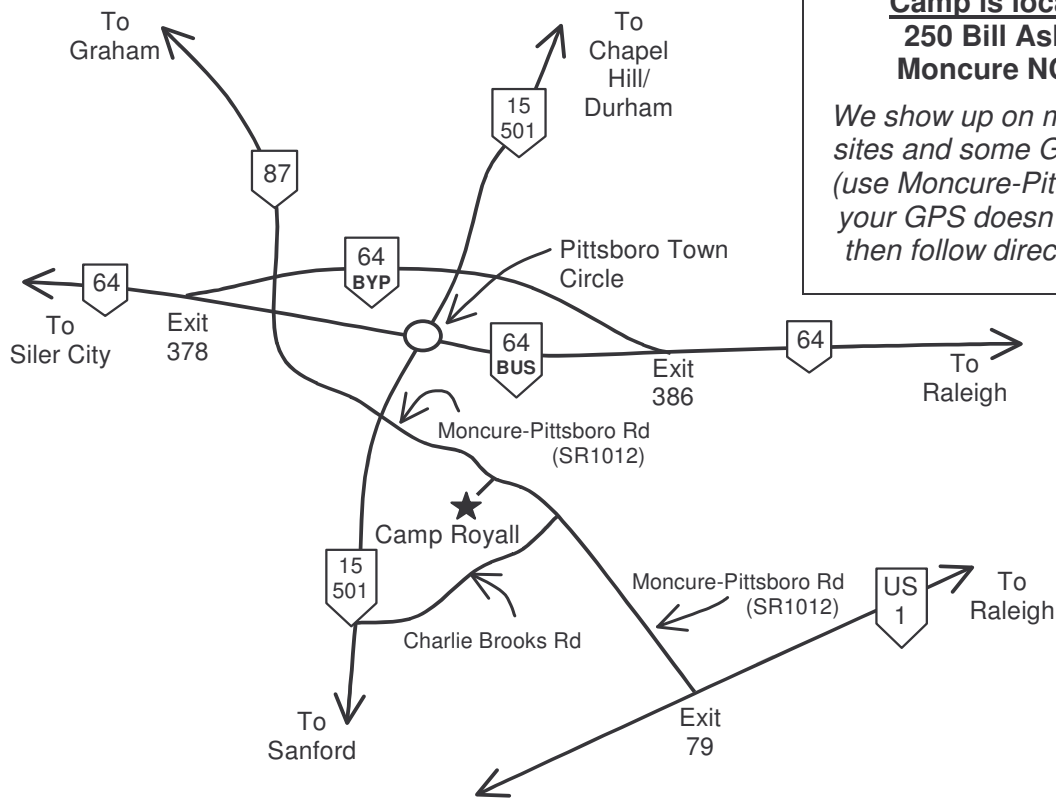 To
Graham
To
Chapel
Hill/
Durham
Camp is loca
250 Bill Ash
Moncure NC
We show up on m
sites and some G
(use Moncure-Pit
your GPS doesn
then follow direc
15
501
87
64
BYP
Pittsboro Town
Circle
64
To
Siler City
Exit
378
64
BUS
64
Exit
386
To
Raleigh
Moncure-Pittsboro Rd
(SR1012)
Camp Royall
15
501
Moncure-Pittsboro Rd
(SR1012)
US
1
To
Raleigh
Charlie Brooks Rd
To
Sanford
Exit
79